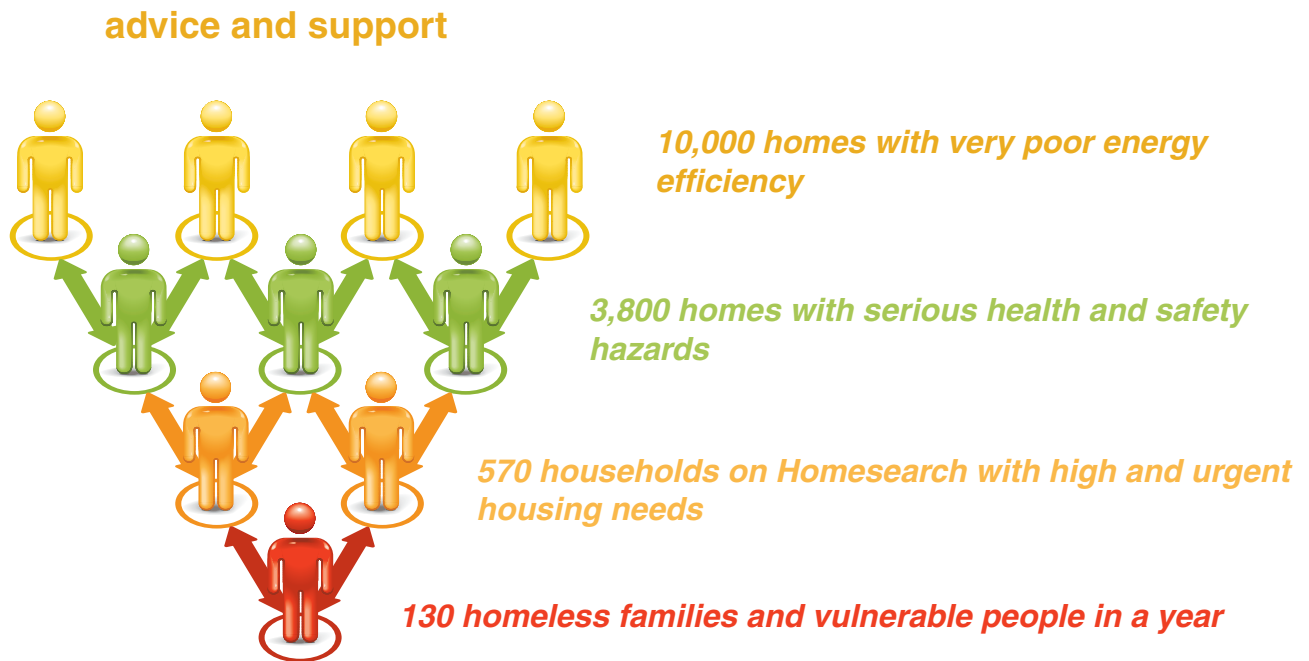 advice and support
10,000 homes with very poor energy
efficiency
3,800 homes with serious health and safety
hazards
570 households on Homesearch with high and urgent
housing needs
130 homeless families and vulnerable people in a year